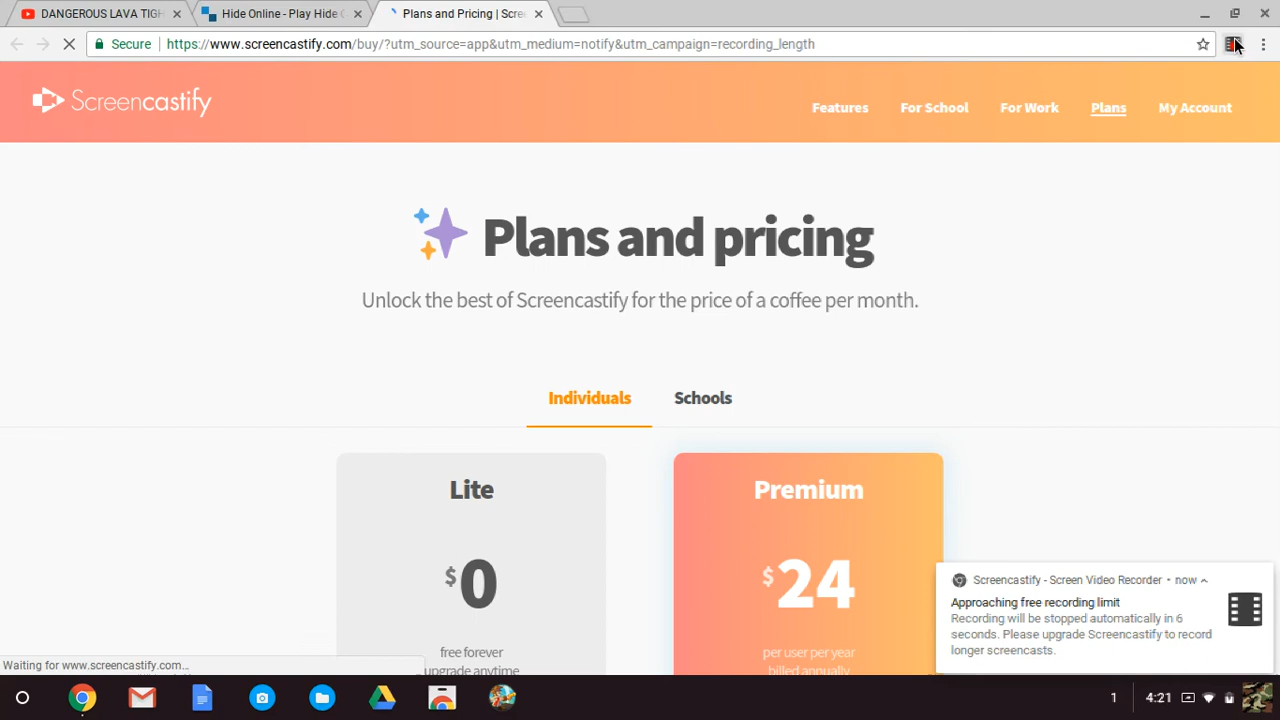 DANGEROUS LAVA TIGH
Hide Online - Play Hide
Plans and Pricing | Scre
Secure
https://www.screencastify.com/buy/?utm_source=app&utm_medium=notify&utm_campaign=recording_length
Screencastify
Features
For School
For Work
Plans
My Account
Plans and pricing
Unlock the best of Screencastify for the price of a coffee per month.
Individuals
Schools
Lite
$0
free forever
upgrade anytime
Premium
$24
per user per year
billed annually
Screencastify - Screen Video Recorder • now
Approaching free recording limit
Recording will be stopped automatically in 6
seconds. Please upgrade Screencastify to record
longer screencasts.
Waiting for www.screencastify.com...
1
4:21